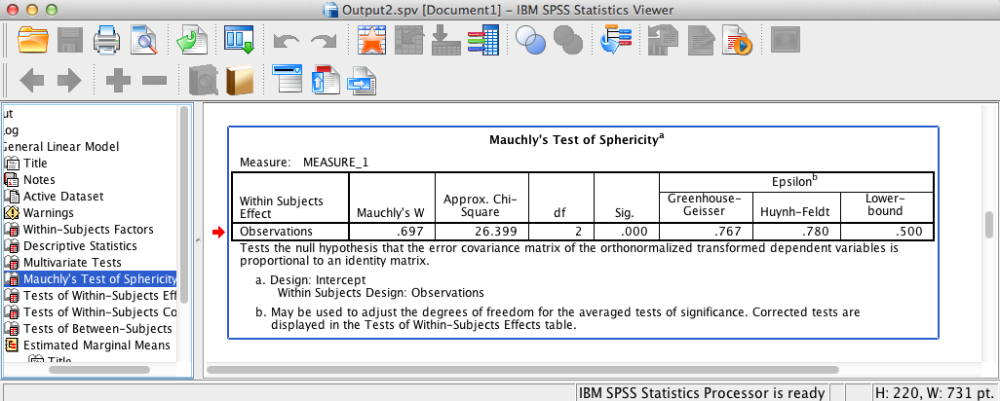 Output2.spv [Document1] – IBM SPSS Statistics Viewer
ut
.og
General Linear Model
Title
Notes
Active Dataset
Warnings
Within-Subjects Factors
Descriptive Statistics
Multivariate Tests
Mauchly's Test of Sphericity
Tests of Within-Subjects Eff
Tests of Within-Subjects Co
Tests of Between-Subjects
Estimated Marginal Means
Title
Mauchly's Test of Sphericity^a
Measure: MEASURE_1
Within Subjects Effect Mauchly's W Approx. Chi-Square df Sig. Epsilon^b
Greenhouse-Geisser Huynh-Feldt Lower-bound
Observations .697 26.399 2 .000 .767 .780 .500
Tests the null hypothesis that the error covariance matrix of the orthonormalized transformed dependent variables is
proportional to an identity matrix.
a. Design: Intercept
Within Subjects Design: Observations
b. May be used to adjust the degrees of freedom for the averaged tests of significance. Corrected tests are
displayed in the Tests of Within-Subjects Effects table.
IBM SPSS Statistics Processor is ready
H: 220, W: 731 pt.